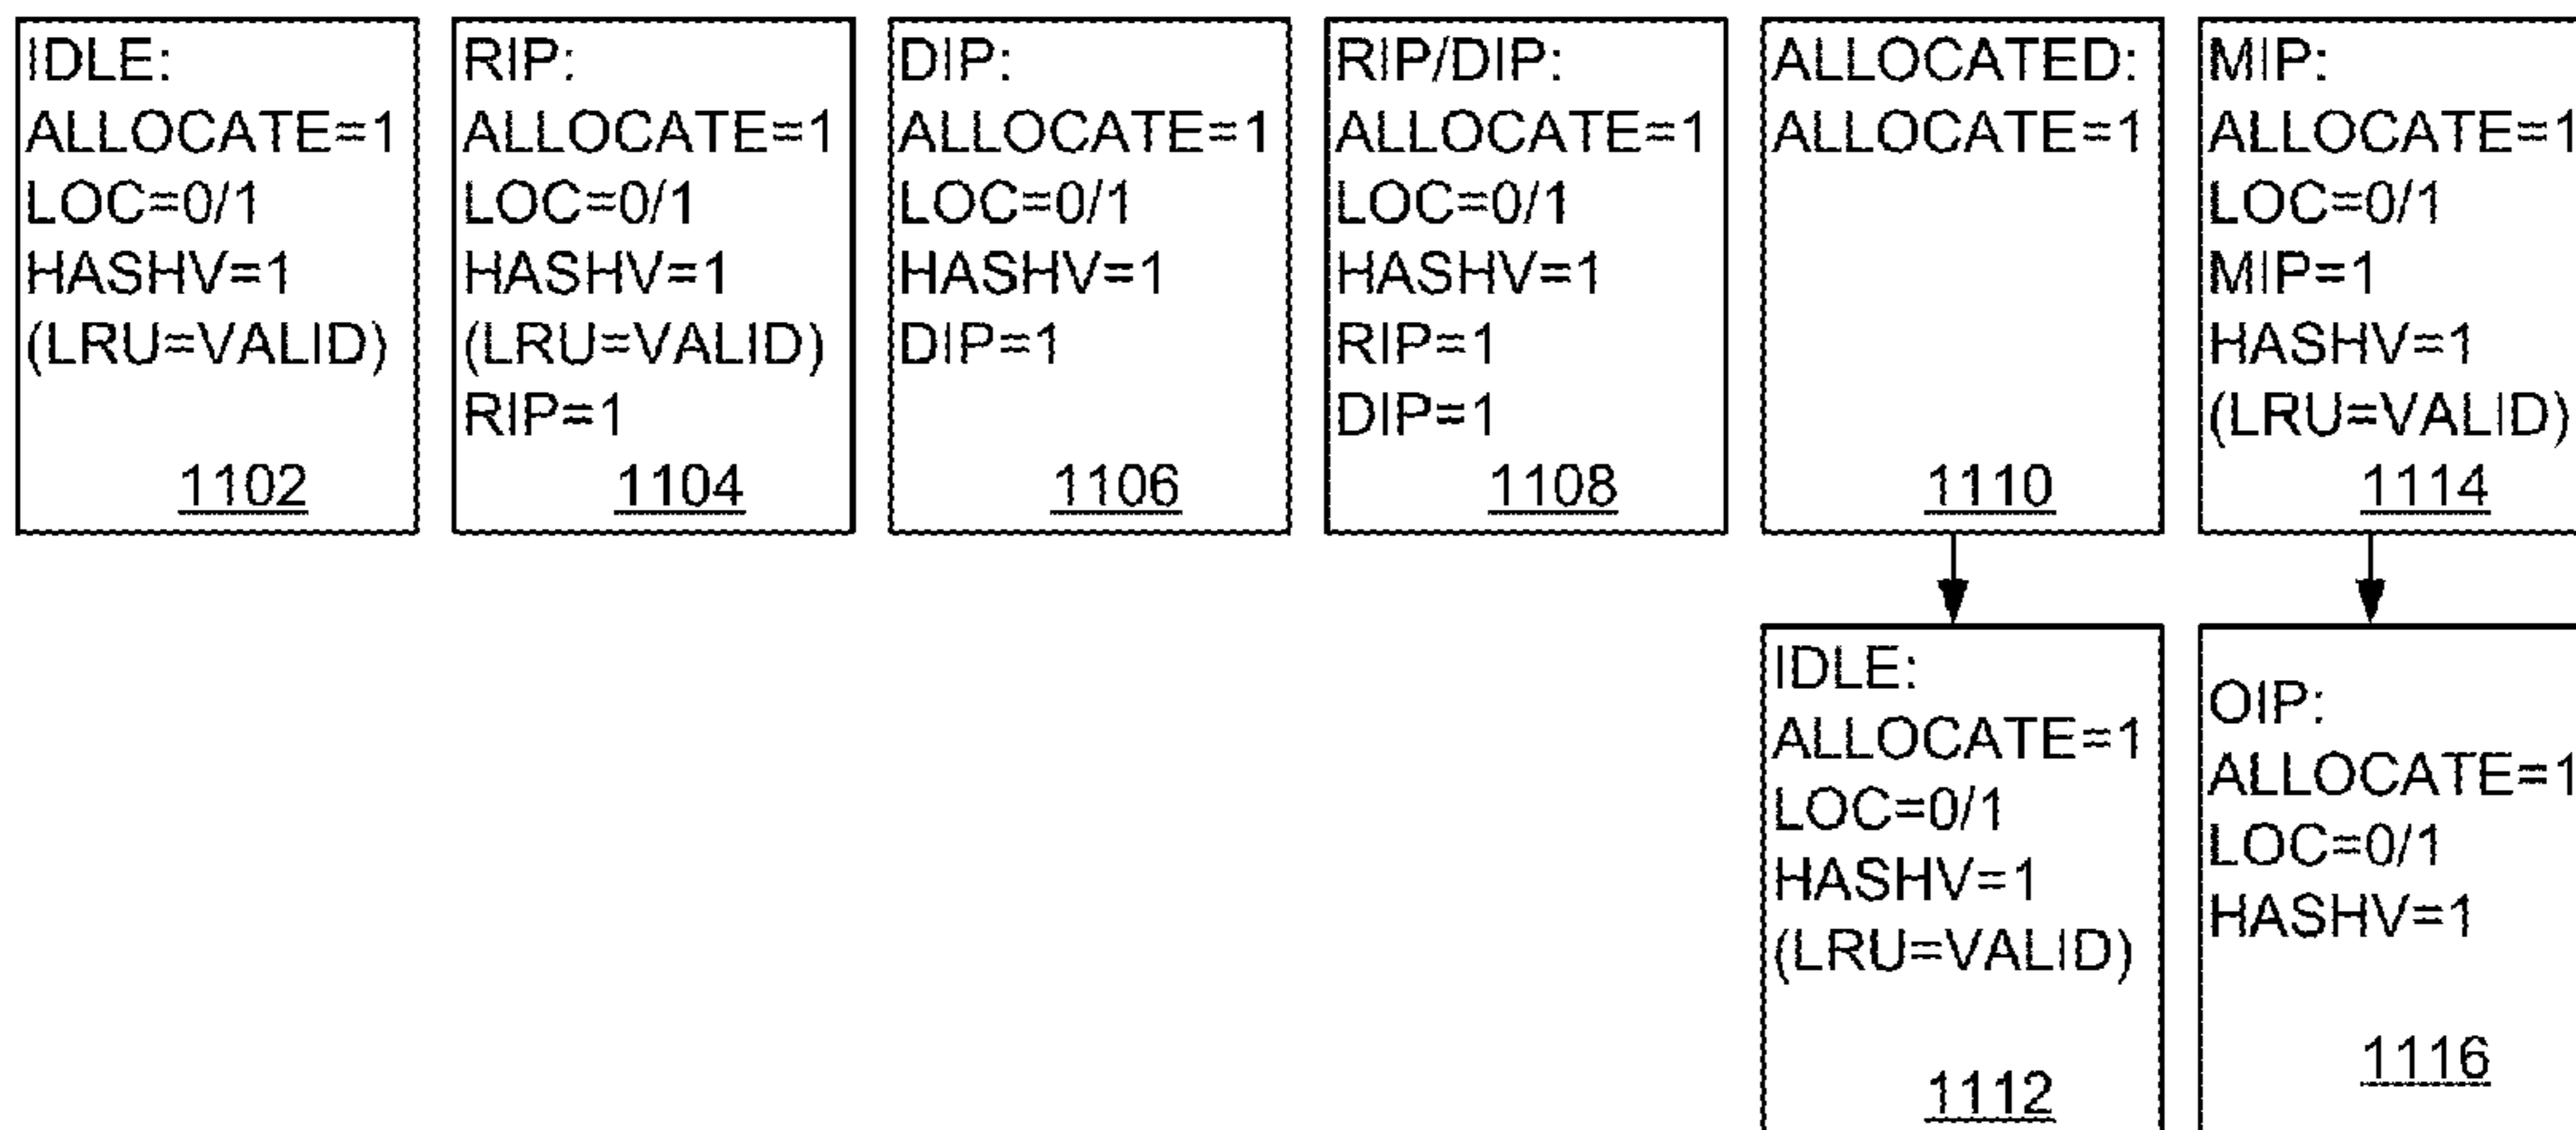 IDLE:
ALLOCATE=1
LOC=0/1
HASHV=1
(LRU=VALID)
1102
RIP:
ALLOCATE=1
LOC=0/1
HASHV=1
(LRU=VALID)
RIP=1
1104
DIP:
ALLOCATE=1
LOC=0/1
HASHV=1
DIP=1
1106
RIP/DIP:
ALLOCATE=1
LOC=0/1
HASHV=1
RIP=1
DIP=1
1108
ALLOCATED:
ALLOCATE=1
1110
MIP:
ALLOCATE=1
LOC=0/1
MIP=1
HASHV=1
(LRU=VALID)
1114
IDLE:
ALLOCATE=1
LOC=0/1
HASHV=1
(LRU=VALID)
1112
OIP:
ALLOCATE=1
LOC=0/1
HASHV=1
1116